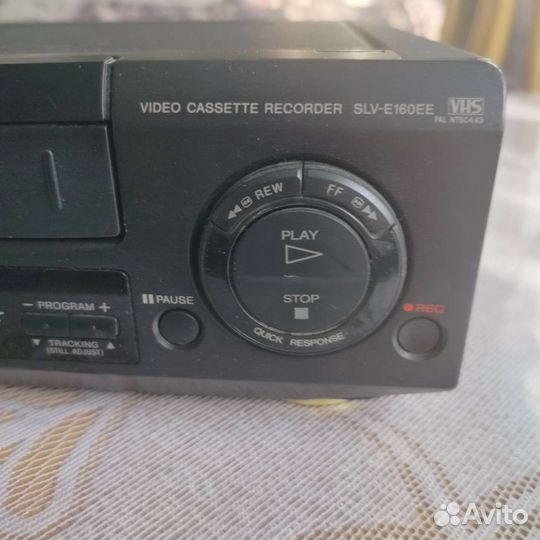 VIDEO CASSETTE RECORDER SLV-E160EE VHS
PAL NTSC4.43
REW FF
PLAY
STOP
QUICK RESPONSE
PAUSE
REC
– PROGRAM +
TRACKING
(STILL ADJUST)
Avito